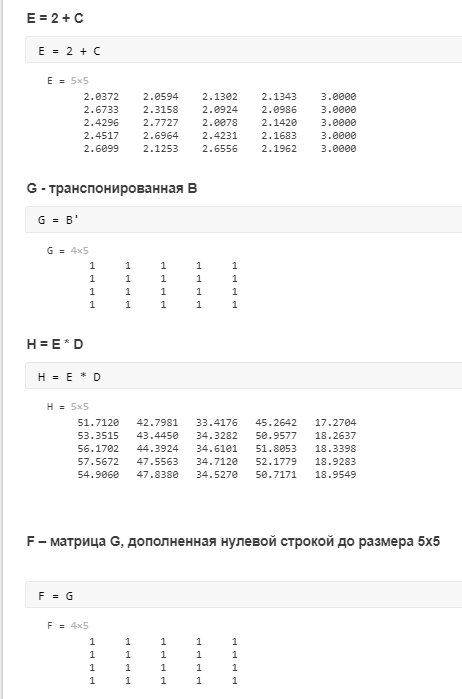 E = 2 + C
E = 2 + C
E = 5×5
2.0372 2.0594 2.1302 2.1343 3.0000
2.6733 2.3158 2.0924 2.0986 3.0000
2.4296 2.7727 2.0078 2.1420 3.0000
2.4517 2.6964 2.4231 2.1683 3.0000
2.6099 2.1253 2.6556 2.1962 3.0000
G - транспонированная B
G = B'
G = 4×5
1 1 1 1 1
1 1 1 1 1
1 1 1 1 1
1 1 1 1 1
H = E * D
H = E * D
H = 5×5
51.7120 42.7981 33.4176 45.2642 17.2704
53.3515 43.4450 34.3282 50.9577 18.2637
56.1702 44.3924 34.6101 51.8053 18.3398
57.5672 47.5563 34.7120 52.1779 18.9283
54.9060 47.8380 34.5270 50.7171 18.9549
F – матрица G, дополненная нулевой строкой до размера 5x5
F = G
F = 4×5
1 1 1 1 1
1 1 1 1 1
1 1 1 1 1
1 1 1 1 1